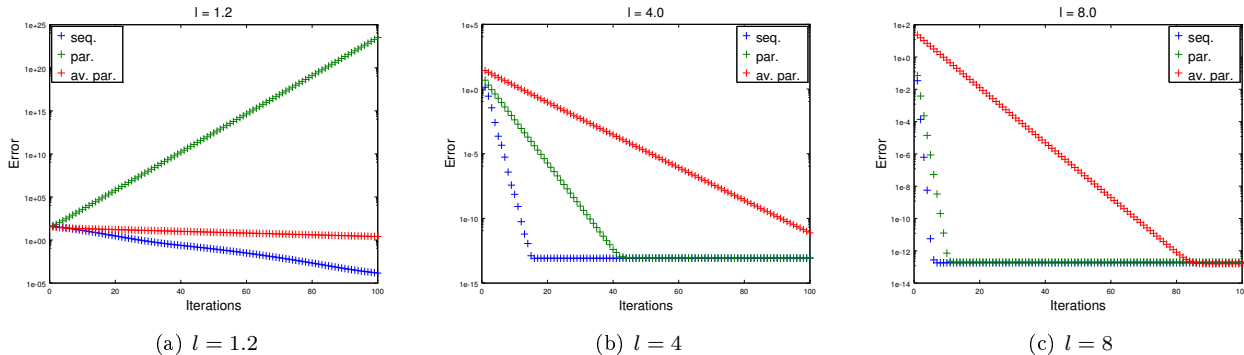 l = 1.2
1e+25
1e+20
1e+15
1e+10
1e+05
1e+00
1e-05
Error
seq.
par.
av. par.
0
20
40
60
80
100
Iterations
(a) l = 1.2
l = 4.0
1e+5
1e+0
1e-5
1e-10
1e-15
Error
seq.
par.
av. par.
0
20
40
60
80
100
Iterations
(b) l = 4
l = 8.0
1e+2
1e+0
1e-2
1e-4
1e-6
1e-8
1e-10
1e-12
1e-14
Error
seq.
par.
av. par.
0
20
40
60
80
100
Iterations
(c) l = 8